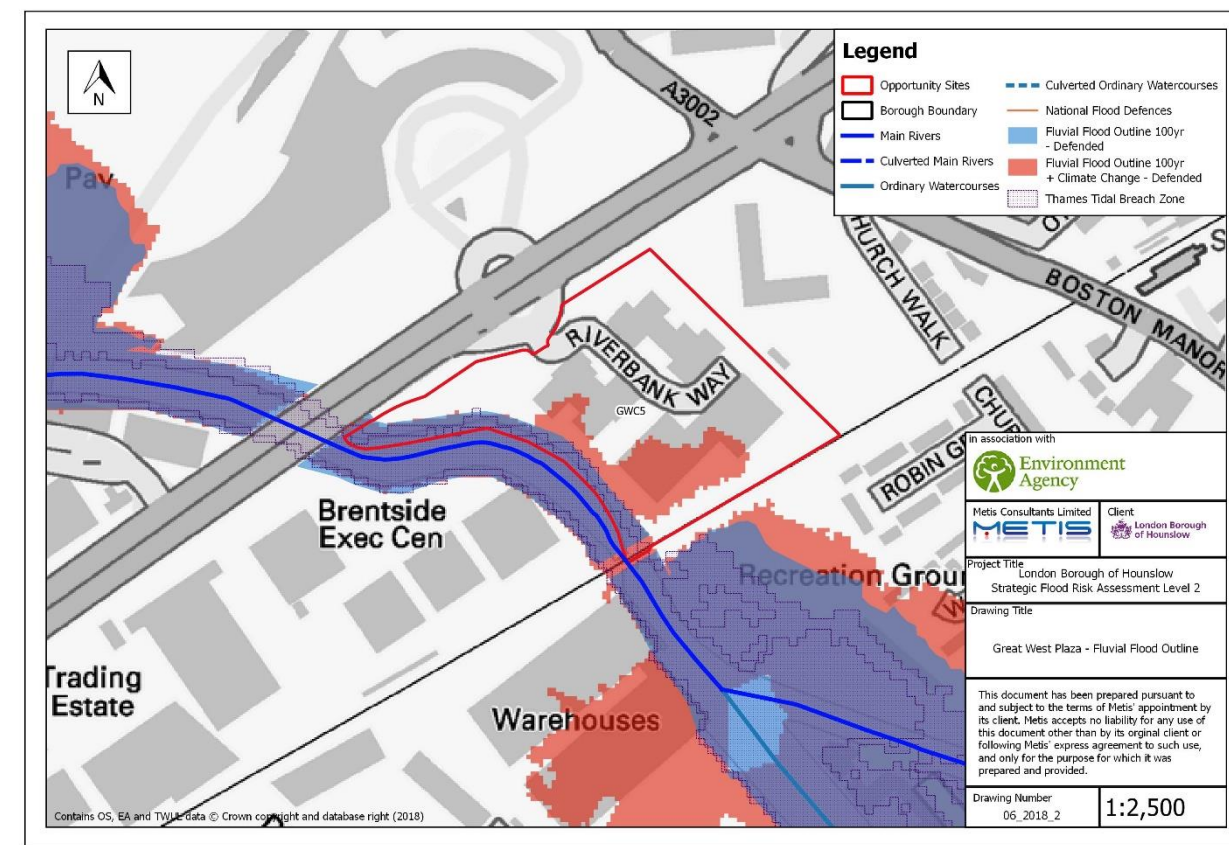 N
Pav
A3002
CHURCH WALK
BOSTON MANOR
RIVERBANK WAY
GWC5
ROBIN GR
Brentside
Exec Cen
Recreation Groun
Trading
Estate
Warehouses
Contains OS, EA and TWUL data © Crown copyright and database right (2018)
Legend
Opportunity Sites
Borough Boundary
Main Rivers
Culverted Main Rivers
Ordinary Watercourses
Culverted Ordinary Watercourses
National Flood Defences
Fluvial Flood Outline 100yr
- Defended
Fluvial Flood Outline 100yr
+ Climate Change - Defended
Thames Tidal Breach Zone
in association with
Environment
Agency
Metis Consultants Limited
METIS
Client
London Borough
of Hounslow
Project Title
London Borough of Hounslow
Strategic Flood Risk Assessment Level 2
Drawing Title
Great West Plaza - Fluvial Flood Outline
This document has been prepared pursuant to
and subject to the terms of Metis' appointment by
its client. Metis accepts no liability for any use of
this document other than by its orginal client or
following Metis' express agreement to such use,
and only for the purpose for which it was
prepared and provided.
Drawing Number
06_2018_2
1:2,500